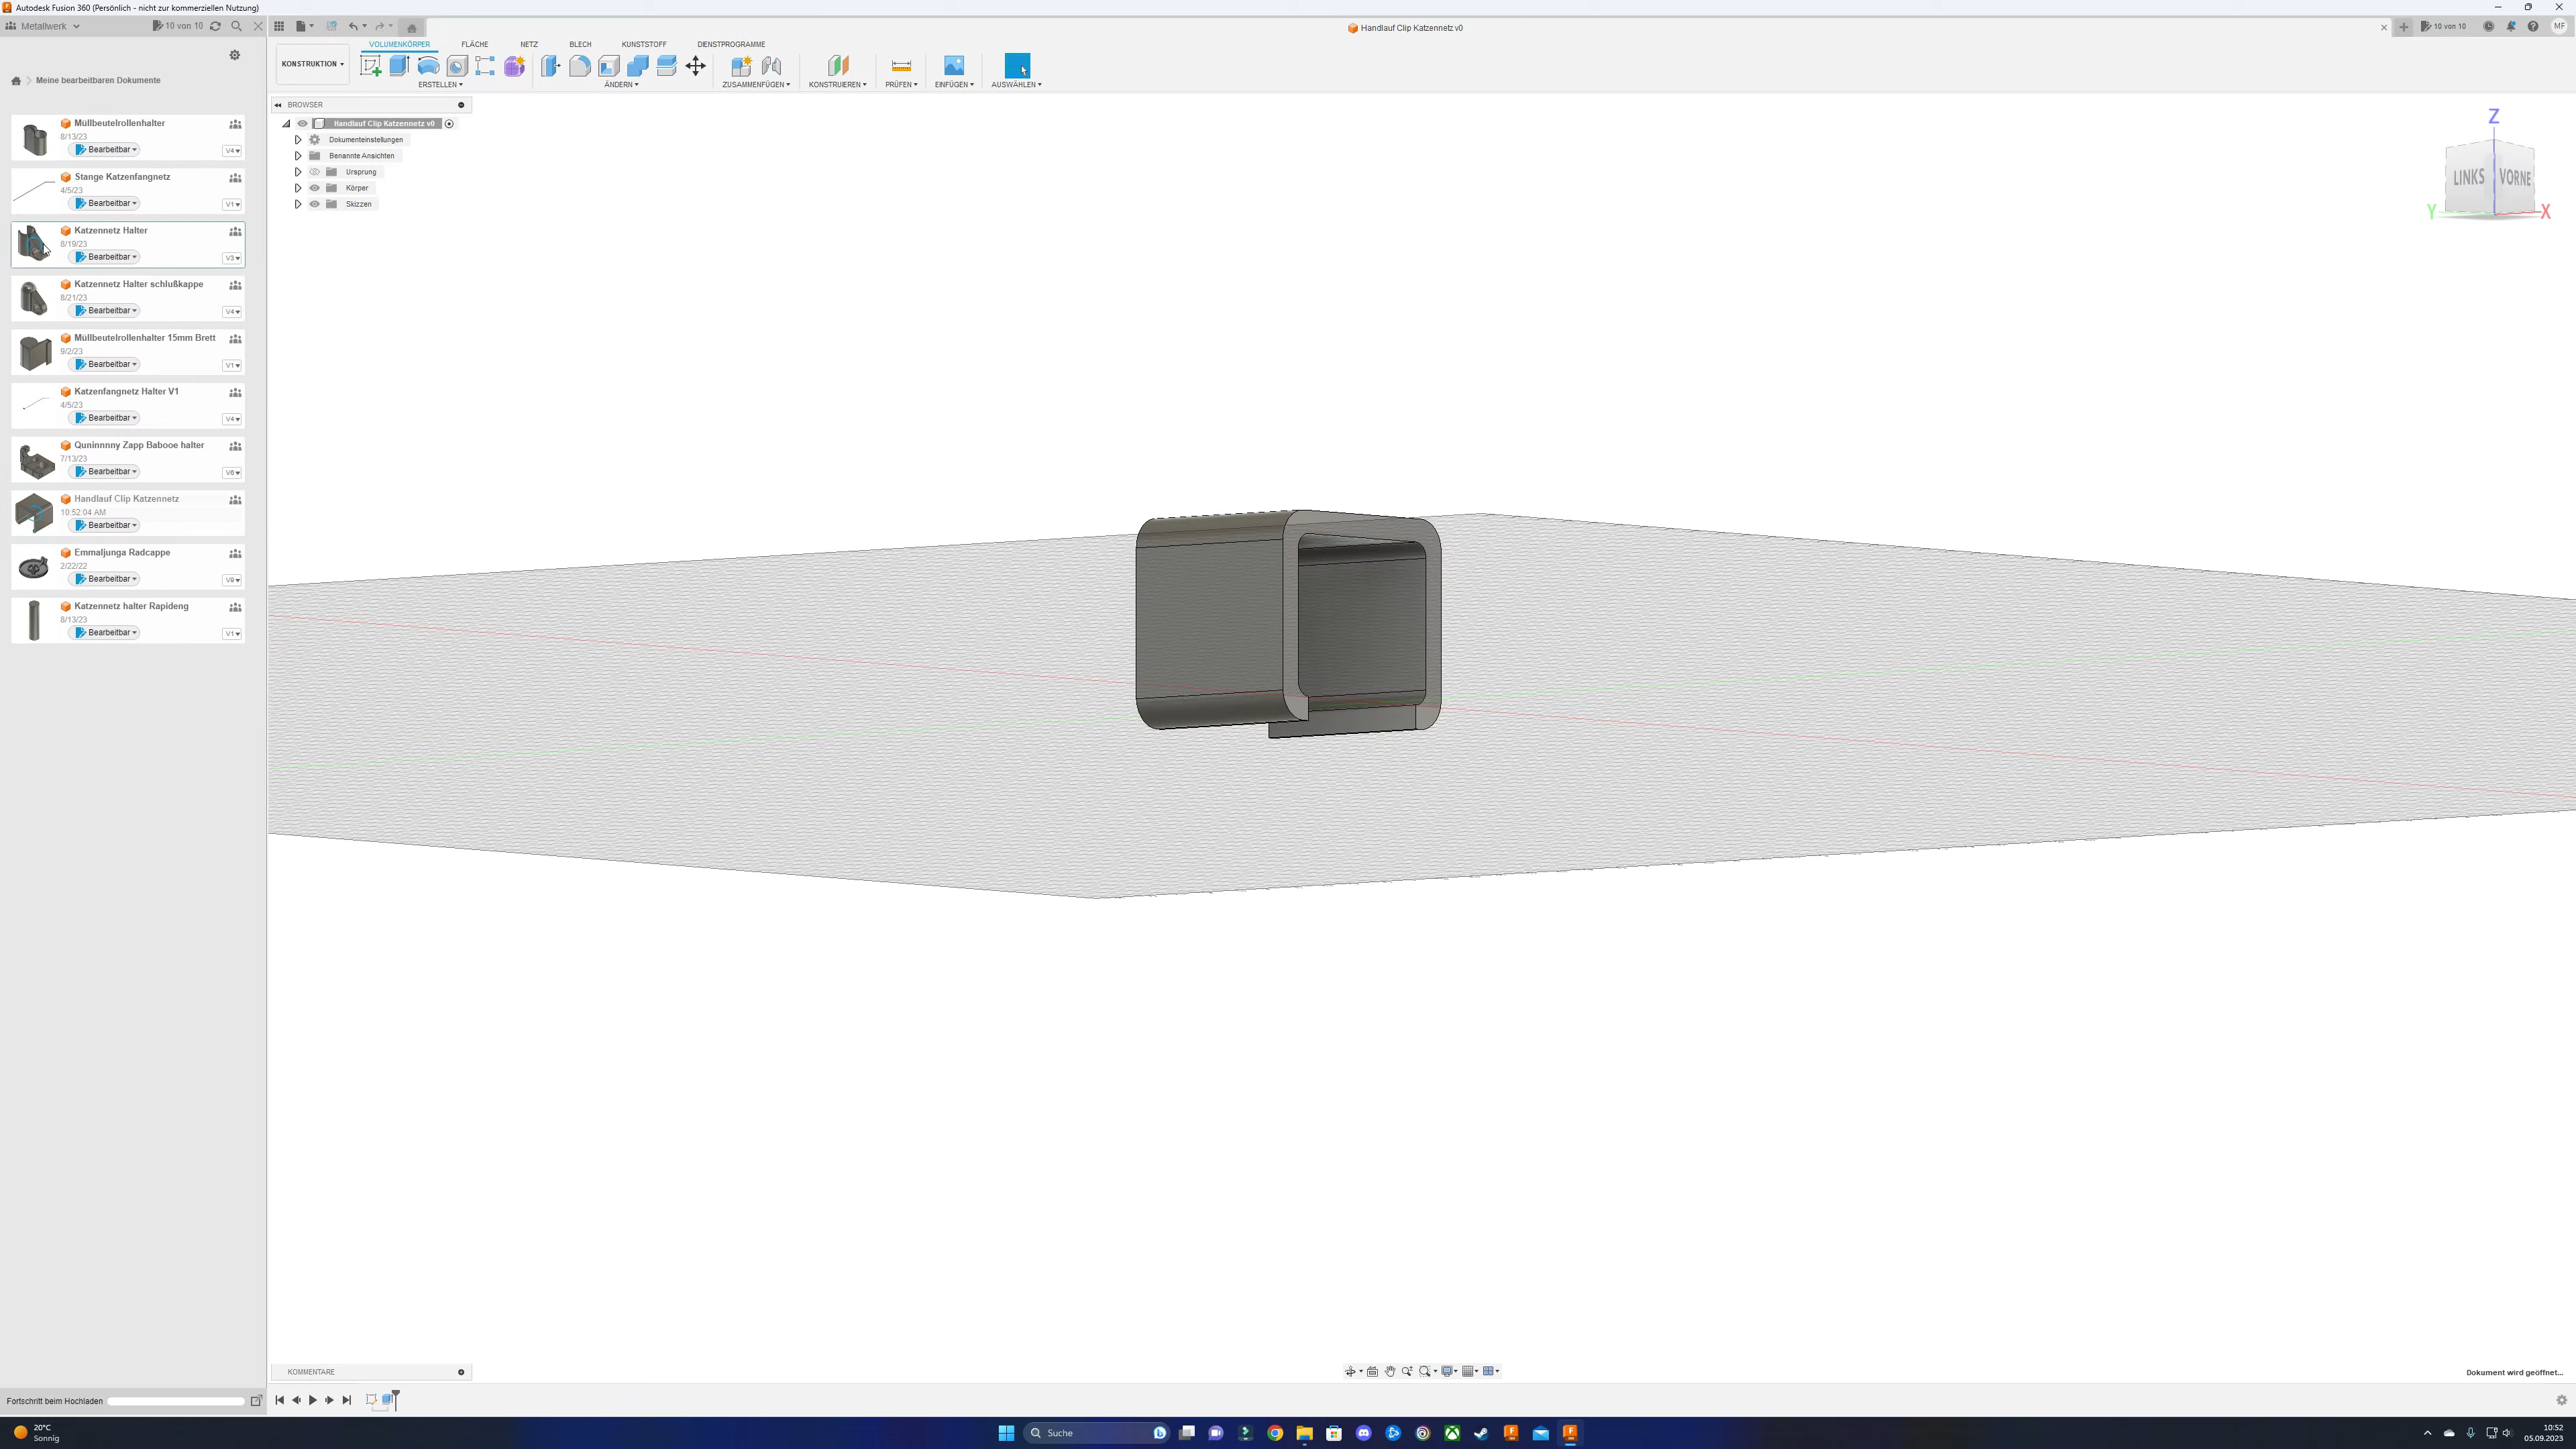 Autodesk Fusion 360 (Persönlich - nicht zur kommerziellen Nutzung)
Metallwerk
10 von 10
Handlauf Clip Katzennetz v0
10 von 10
MF
VOLUMENKÖRPER
FLÄCHE
NETZ
BLECH
KUNSTSTOFF
DIENSTPROGRAMME
KONSTRUKTION
ERSTELLEN
ÄNDERN
ZUSAMMENFÜGEN
KONSTRUIEREN
PRÜFEN
EINFÜGEN
AUSWÄHLEN
Meine bearbeitbaren Dokumente
BROWSER
Handlauf Clip Katzennetz v0
Dokumenteinstellungen
Benannte Ansichten
Ursprung
Körper
Skizzen
Müllbeutelrollenhalter
8/13/23
Bearbeitbar
V4
Stange Katzenfangnetz
4/5/23
Bearbeitbar
V1
Katzennetz Halter
8/19/23
Bearbeitbar
V3
Katzennetz Halter schlußkappe
8/21/23
Bearbeitbar
V4
Müllbeutelrollenhalter 15mm Brett
9/2/23
Bearbeitbar
V1
Katzenfangnetz Halter V1
4/5/23
Bearbeitbar
V4
Quninnnny Zapp Babooe halter
7/13/23
Bearbeitbar
V6
Handlauf Clip Katzennetz
10:52:04 AM
Bearbeitbar
Emmaljunga Radcappe
2/22/22
Bearbeitbar
V9
Katzennetz halter Rapideng
8/13/23
Bearbeitbar
V1
Z
LINKS
VORNE
Y
X
KOMMENTARE
Dokument wird geöffnet...
Fortschritt beim Hochladen
20°C
Sonnig
Suche
10:52
05.09.2023